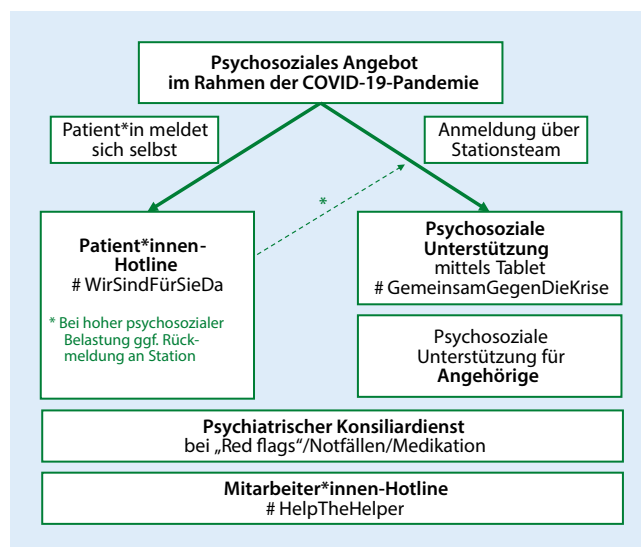 Psychosoziales Angebot
im Rahmen der COVID-19-Pandemie
Patient*in meldet
sich selbst
Anmeldung über
Stationsteam
*
Patient*innen-
Hotline
# WirSindFürSieDa
* Bei hoher psychosozialer
Belastung ggf. Rück-
meldung an Station
Psychosoziale
Unterstützung
mittels Tablet
# GemeinsamGegenDieKrise
Psychosoziale
Unterstützung für
Angehörige
Psychiatrischer Konsiliardienst
bei „Red flags“/Notfällen/Medikation
Mitarbeiter*innen-Hotline
# HelpTheHelper